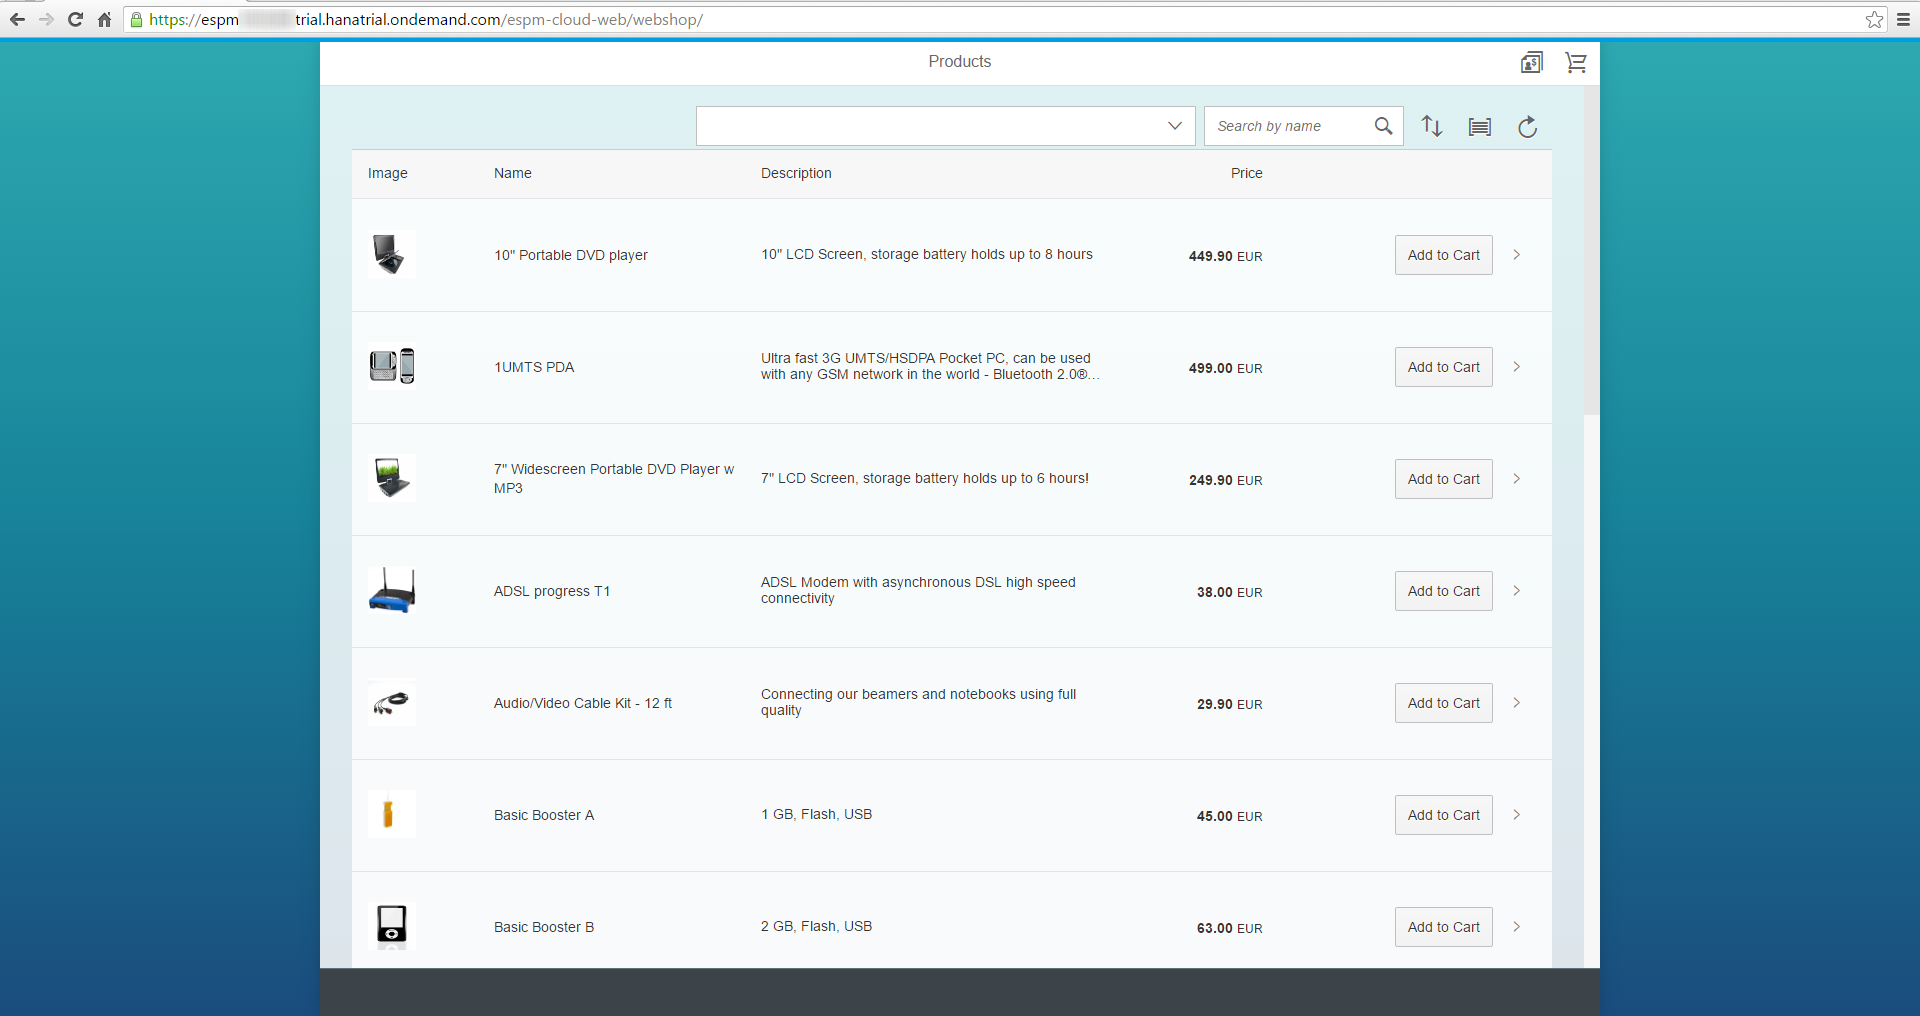 https://espm trial.hanatrial.ondemand.com/espm-cloud-web/webshop/
Products
Search by name
Image Name Description Price
10" Portable DVD player 10" LCD Screen, storage battery holds up to 8 hours 449.90 EUR Add to Cart
1UMTS PDA Ultra fast 3G UMTS/HSDPA Pocket PC, can be used
with any GSM network in the world - Bluetooth 2.0®… 499.00 EUR Add to Cart
7" Widescreen Portable DVD Player w
MP3 7" LCD Screen, storage battery holds up to 6 hours! 249.90 EUR Add to Cart
ADSL progress T1 ADSL Modem with asynchronous DSL high speed
connectivity 38.00 EUR Add to Cart
Audio/Video Cable Kit - 12 ft Connecting our beamers and notebooks using full
quality 29.90 EUR Add to Cart
Basic Booster A 1 GB, Flash, USB 45.00 EUR Add to Cart
Basic Booster B 2 GB, Flash, USB 63.00 EUR Add to Cart